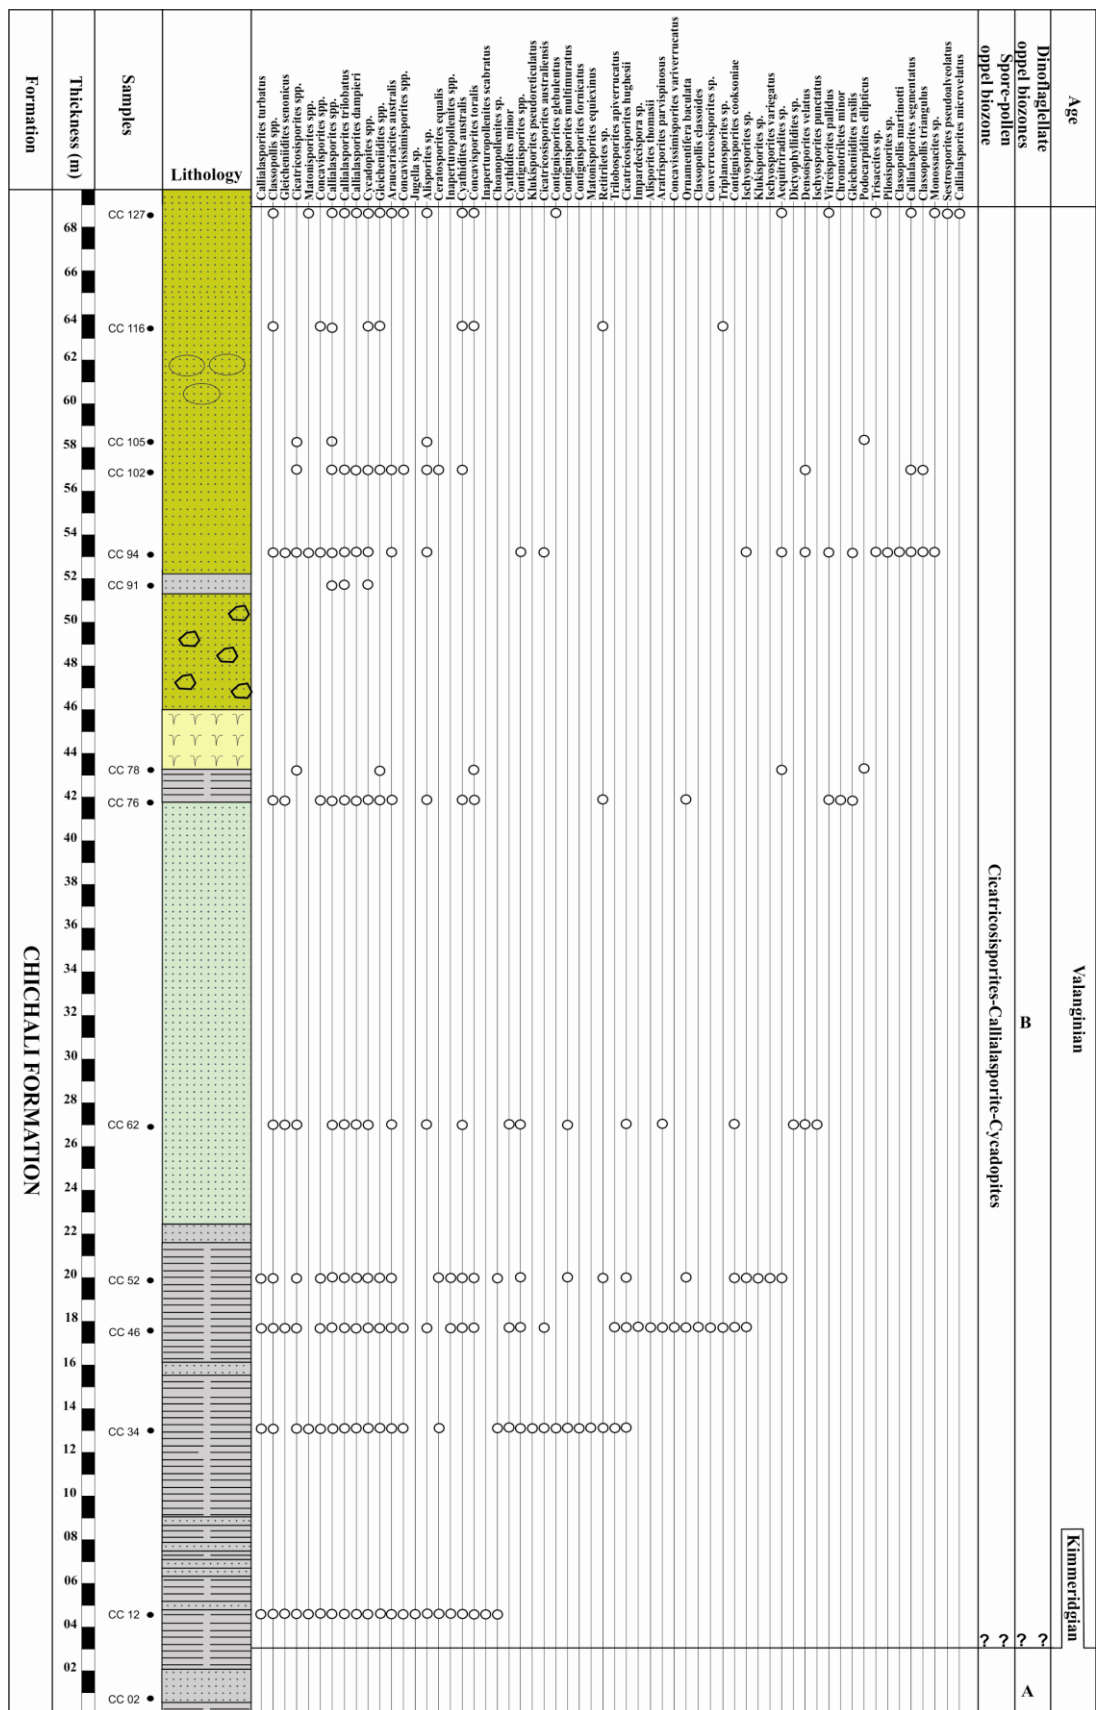 Formation
Thickness (m)
Samples
Lithology
Callialasporites turbatus
Classopollis spp.
Gleicheniidites senonicus
Cicatricosisporites spp.
Matonisporites spp.
Concavisporites spp.
Callialasporites spp.
Callialasporites trilobatus
Callialasporites dampieri
Cycadopites spp.
Gleicheniidites spp.
Araucariacites australis
Concavissimisporites spp.
Jugella sp.
Alisporites sp.
Ceratosporites equalis
Inaperturopollenites spp.
Cyathidites australis
Concavisporites toralis
Inaperturopollenites scabratus
Choanopollenites sp.
Cyathidites minor
Contignisporites spp.
Klukisporites pseudoreticulatus
Cicatricosisporites australiensis
Contignisporites glebulentus
Contignisporites multimuratus
Contignisporites fornicatus
Matonisporites equiexinus
Retitriletes sp.
Trilobosporites apiverrucatus
Cicatricosisporites hughesii
Impardecispora sp.
Alisporites thomasii
Aratrisporites parvispinosus
Concavissimisporites variverrucatus
Ornamentifera baculata
Classopollis classoides
Converrucosisporites sp.
Triplanosporites sp.
Contignisporites cooksoniae
Ischyosporites sp.
Klukisporites sp.
Ischyosporites variegatus
Aequitriradites sp.
Dictyophyllidites sp.
Densoisporites velatus
Ischyosporites punctatus
Vitreisporites pallidus
Chromotriletes minor
Gleicheniidites rasilis
Podocarpidites ellipticus
Trisaccites sp.
Pilosisporites sp.
Classopollis martinotti
Callialasporites segmentatus
Classopollis triangulus
Monossacites sp.
Sestrosporites pseudoalveolatus
Callialasporites microvelatus
Spore-pollen
oppel biozone
Dinoflagellate
oppel biozones
Age
68
66
64
62
60
58
56
54
52
50
48
46
44
42
40
38
36
34
32
30
28
26
24
22
20
18
16
14
12
10
08
06
04
02
CC 127
CC 116
CC 105
CC 102
CC 94
CC 91
CC 78
CC 76
CC 62
CC 52
CC 46
CC 34
CC 12
CC 02
CHICHALI FORMATION
Cicatricosisporites-Callialasporite-Cycadopites
B
Valanginian
Kimmeridgian
? ? ? ?
A